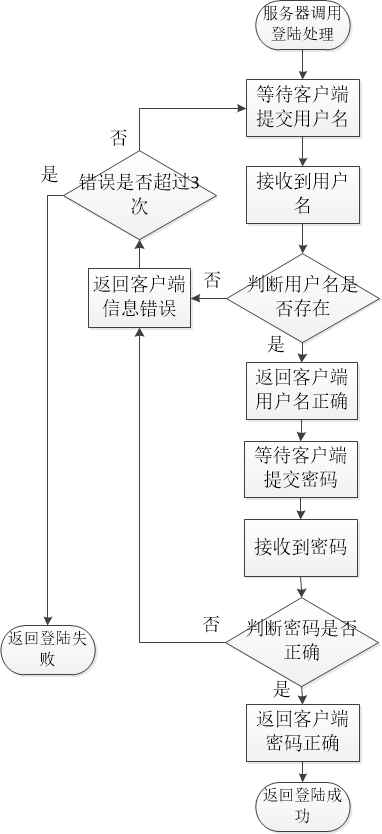 服务器调用
登陆处理
等待客户端
提交用户名
否
是
错误是否超过3
次
接收到用户
名
返回客户端
信息错误
否
判断用户名是
否存在
是
返回客户端
用户名正确
等待客户端
提交密码
接收到密码
返回登陆失
败
否
判断密码是否
正确
是
返回客户端
密码正确
返回登陆成
功